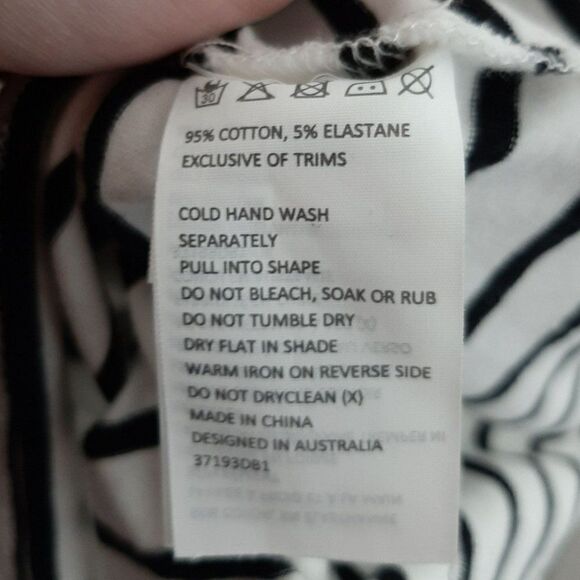 30
95% COTTON, 5% ELASTANE
EXCLUSIVE OF TRIMS
COLD HAND WASH
SEPARATELY
PULL INTO SHAPE
DO NOT BLEACH, SOAK OR RUB
DO NOT TUMBLE DRY
DRY FLAT IN SHADE
WARM IRON ON REVERSE SIDE
DO NOT DRYCLEAN (X)
MADE IN CHINA
DESIGNED IN AUSTRALIA
37193DB1